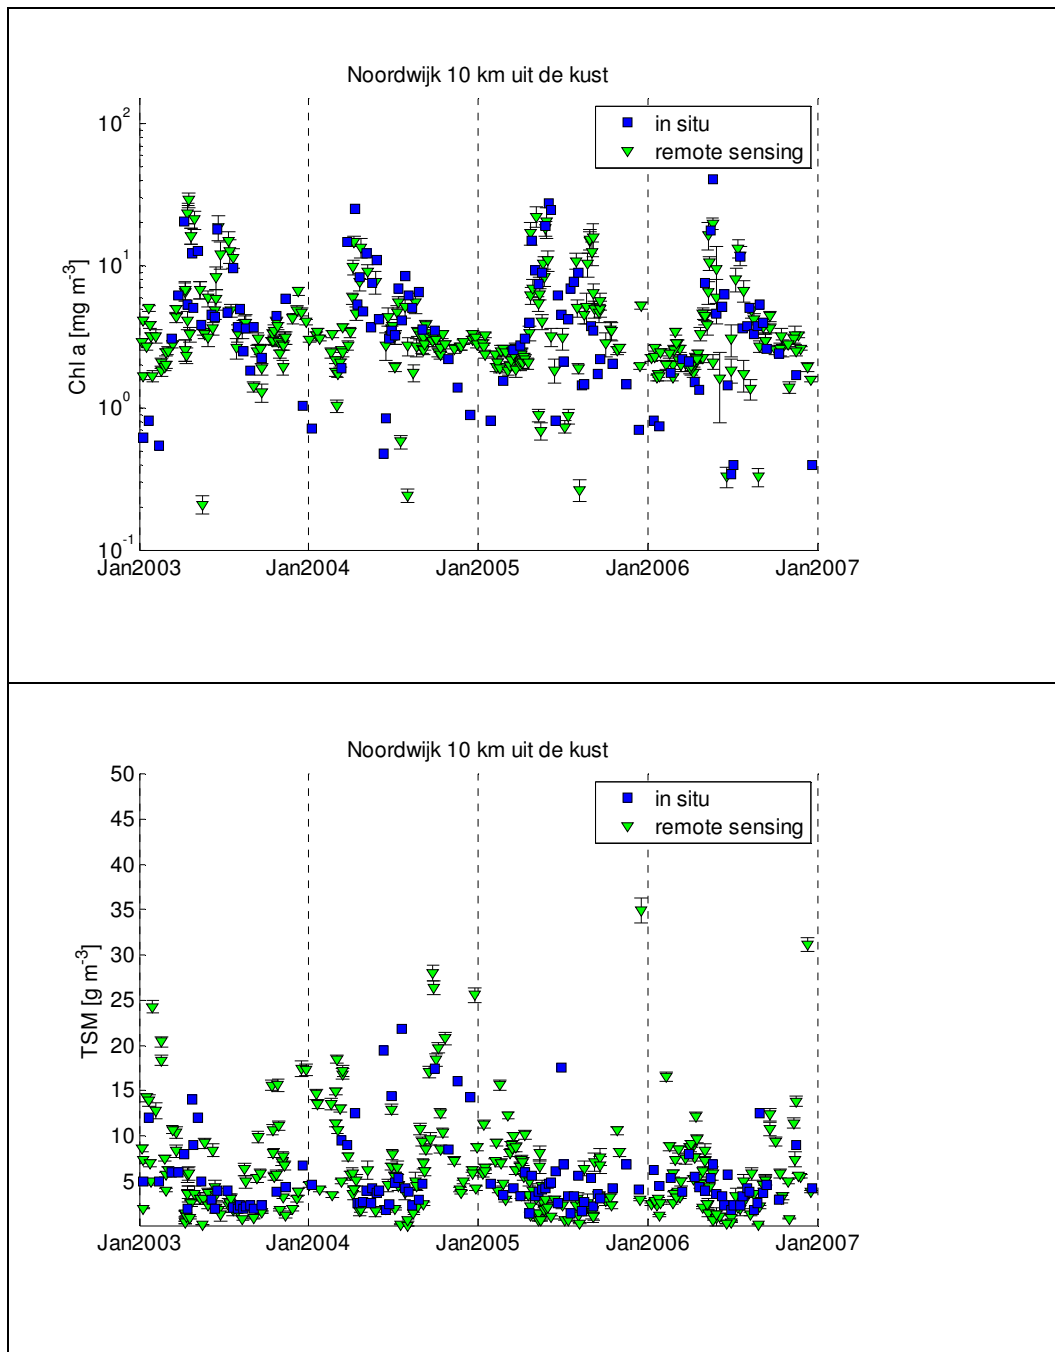 Noordwijk 10 km uit de kust
in situ
remote sensing
Chl a [mg m-3]
10^2
10^1
10^0
10^-1
Jan2003 Jan2004 Jan2005 Jan2006 Jan2007
Noordwijk 10 km uit de kust
in situ
remote sensing
TSM [g m-3]
50
45
40
35
30
25
20
15
10
5
Jan2003 Jan2004 Jan2005 Jan2006 Jan2007